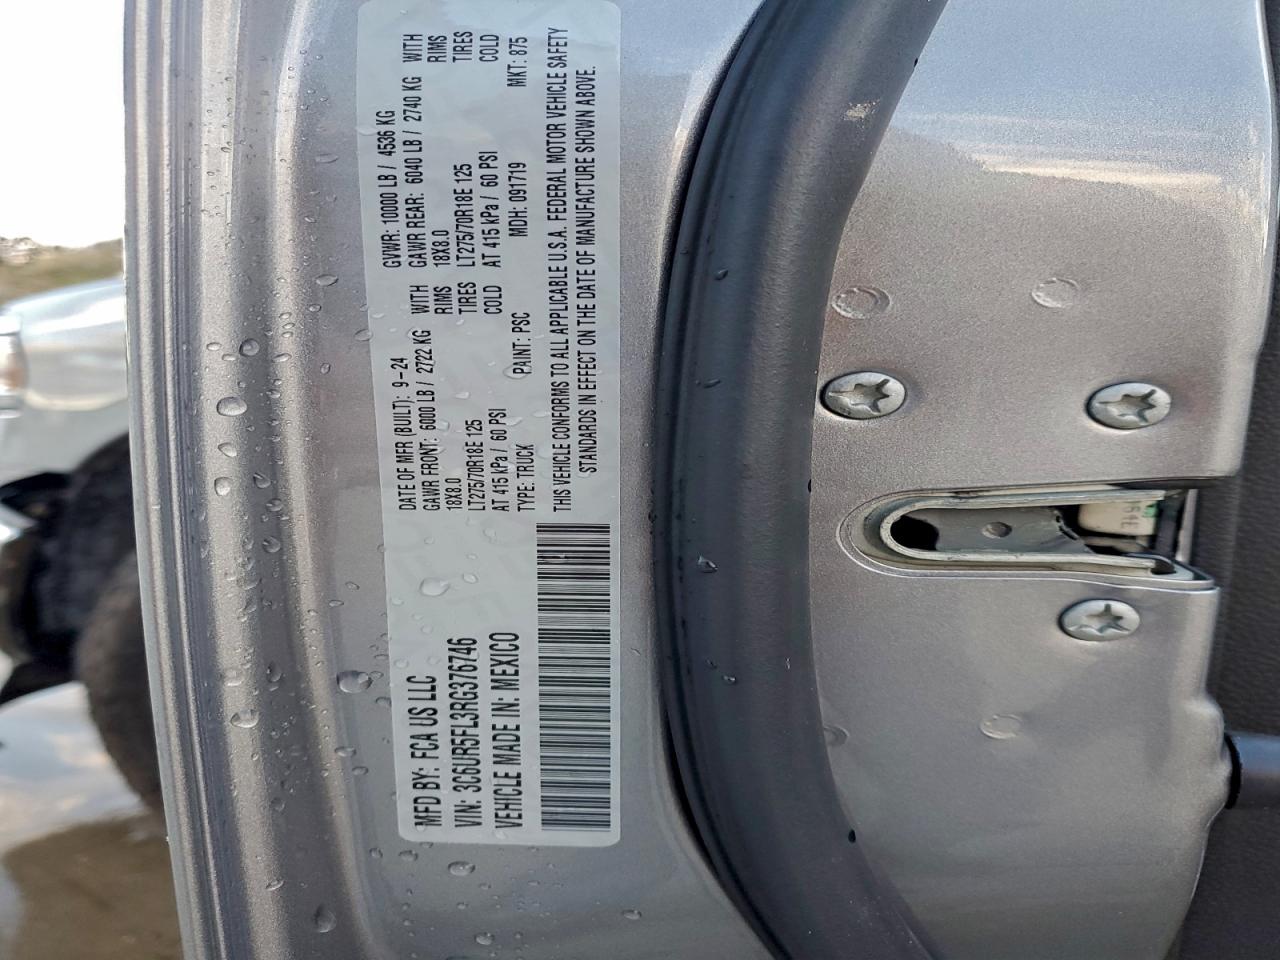 MFD BY: FCA US LLC
VIN: 3C6UR5FL3RG376746
VEHICLE MADE IN: MEXICO
DATE OF MFR (BUILT): 9-24 GVWR: 10000 LB / 4536 KG
GAWR FRONT: 6000 LB / 2722 KG WITH GAWR REAR: 6040 LB / 2740 KG WITH
18X8.0 RIMS 18X8.0 RIMS
LT275/70R18E 125 TIRES LT275/70R18E 125 TIRES
AT 415 kPa / 60 PSI COLD AT 415 kPa / 60 PSI COLD
TYPE: TRUCK PAINT: PSC MDH: 091719 MKT: 875
THIS VEHICLE CONFORMS TO ALL APPLICABLE U.S.A. FEDERAL MOTOR VEHICLE SAFETY
STANDARDS IN EFFECT ON THE DATE OF MANUFACTURE SHOWN ABOVE.